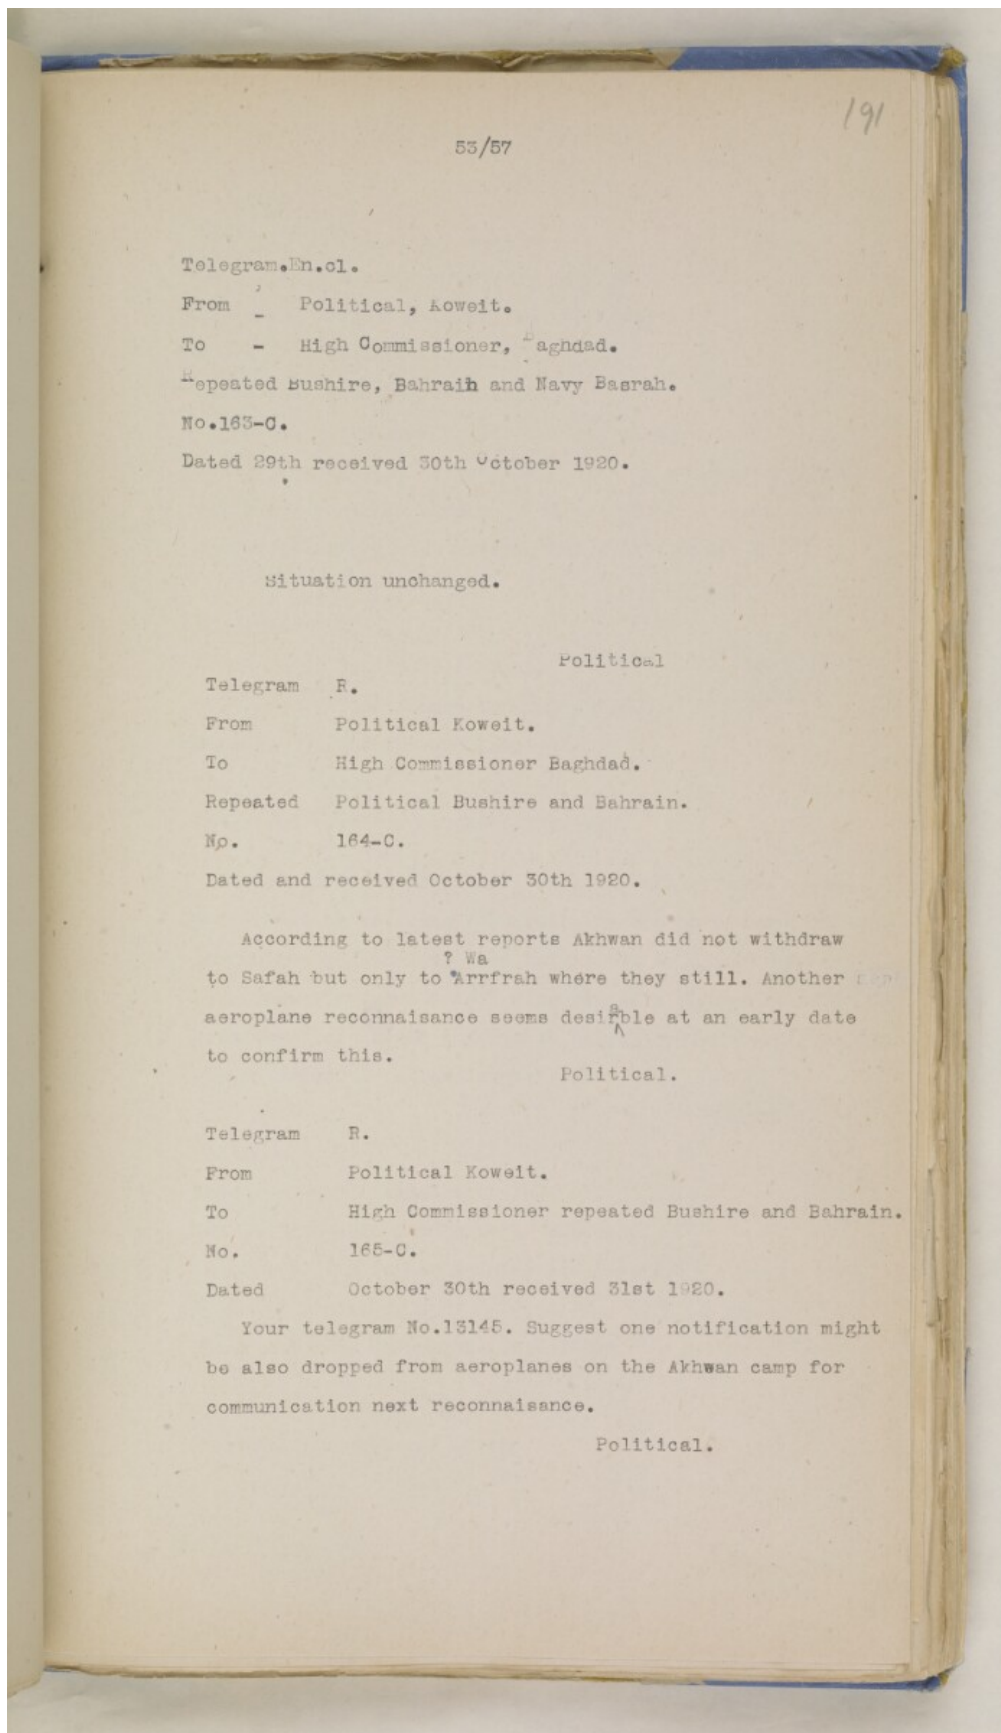 191
53/57
Telegram.En.cl.
From - Political, Koweit.
To - High Commissioner, Baghdad.
Repeated Bushire, Bahrain and Navy Basrah.
No.163-C.
Dated 29th received 30th October 1920.
Situation unchanged.
Political
Telegram R.
From Political Koweit.
To High Commissioner Baghdad.
Repeated Political Bushire and Bahrain.
No. 164-C.
Dated and received October 30th 1920.
According to latest reports Akhwan did not withdraw
? Wa
to Safah but only to *Arrfrah where they still. Another
aeroplane reconnaisance seems desirable at an early date
to confirm this.
Political.
Telegram R.
From Political Koweit.
To High Commissioner repeated Bushire and Bahrain.
No. 165-C.
Dated October 30th received 31st 1920.
Your telegram No.13145. Suggest one notification might
be also dropped from aeroplanes on the Akhwan camp for
communication next reconnaisance.
Political.